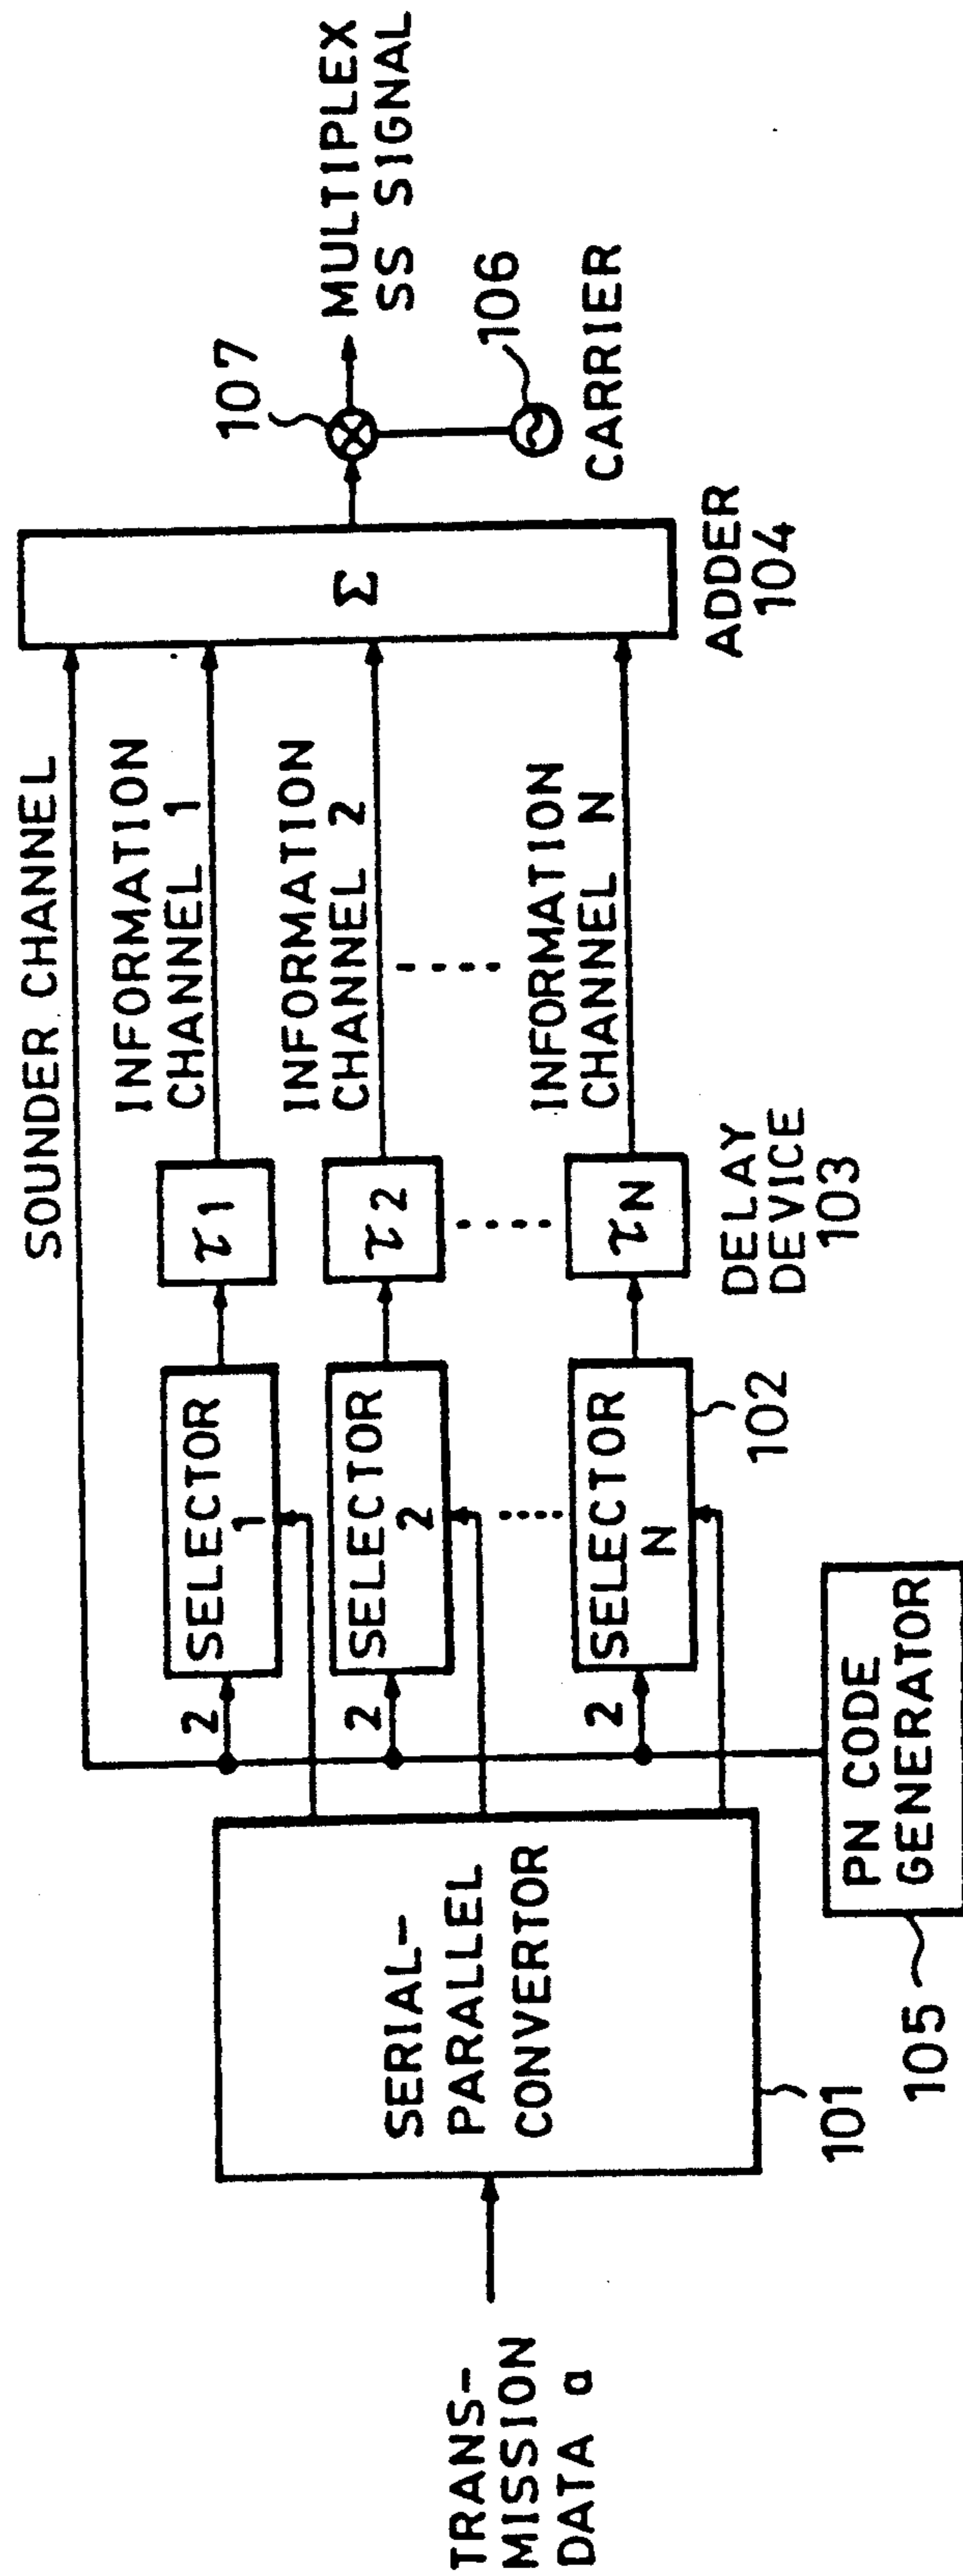 TRANS-
MISSION
DATA a
SERIAL-
PARALLEL
CONVERTOR
101
PN CODE
GENERATOR
105
2
SELECTOR
1
2
SELECTOR
2
2
SELECTOR
N
102
τ1
τ2
τN
DELAY
DEVICE
103
SOUNDER CHANNEL
INFORMATION
CHANNEL 1
INFORMATION
CHANNEL 2
INFORMATION
CHANNEL N
Σ
ADDER
104
107
106
CARRIER
MULTIPLEX
SS SIGNAL